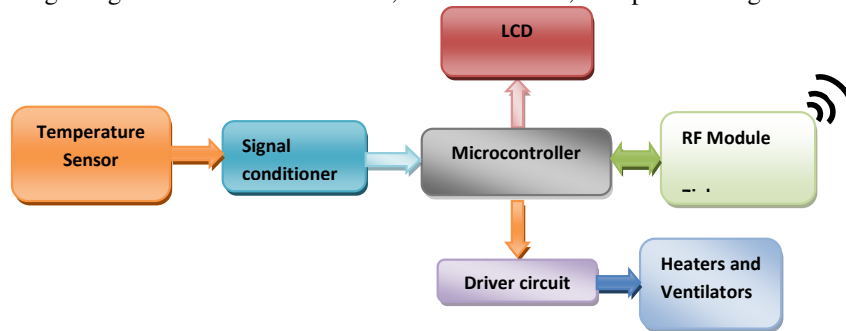 LCD
Temperature
Sensor
Signal
conditioner
Microcontroller
RF Module
Driver circuit
Heaters and
Ventilators